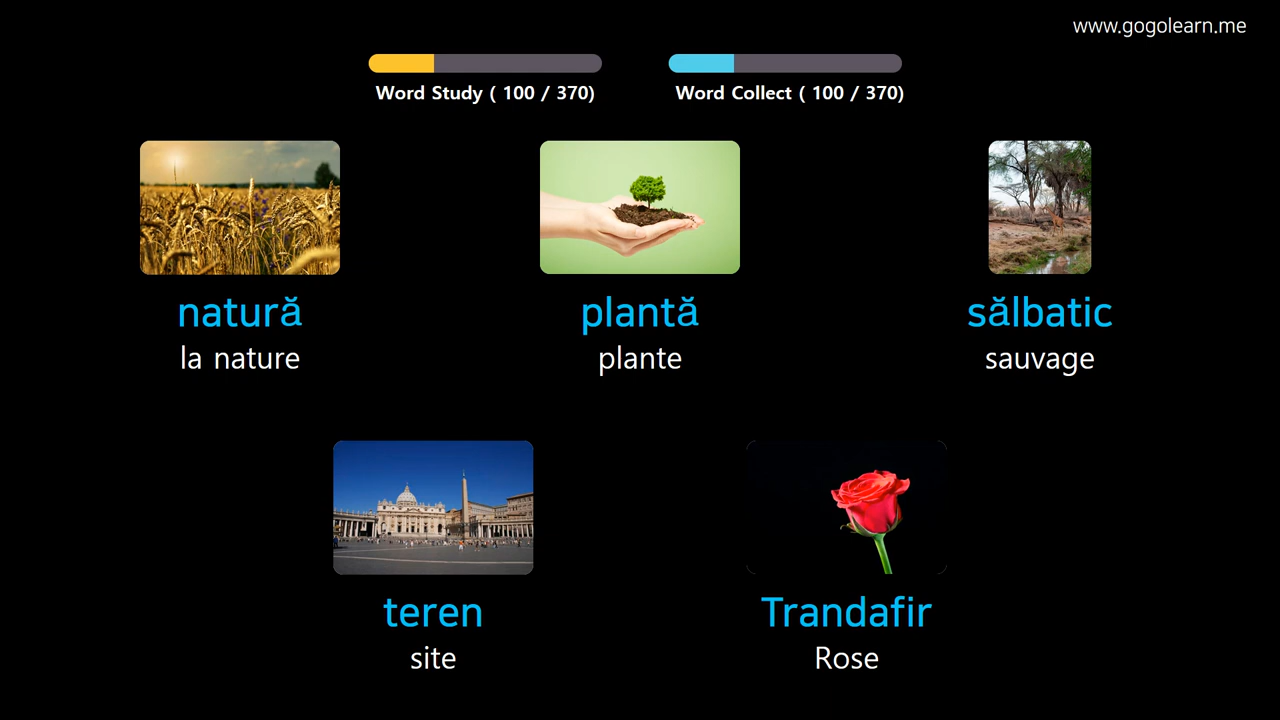 www.gogolearn.me
Word Study ( 100 / 370)
Word Collect ( 100 / 370)
natură
la nature
plantă
plante
sălbatic
sauvage
teren
site
Trandafir
Rose